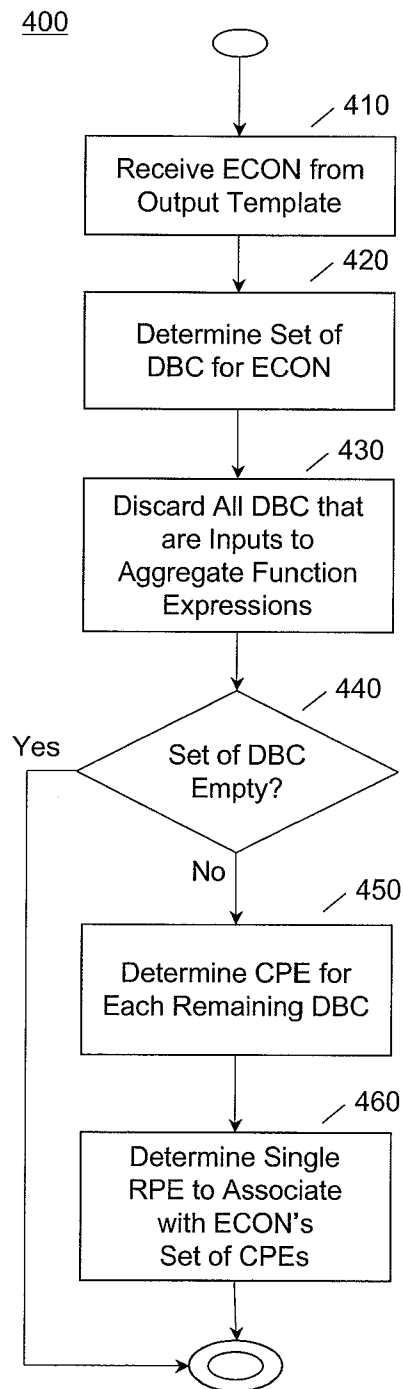 400
410
Receive ECON from
Output Template
420
Determine Set of
DBC for ECON
430
Discard All DBC that
are Inputs to
Aggregate Function
Expressions
440
Yes
Set of DBC
Empty?
No
450
Determine CPE for
Each Remaining DBC
460
Determine Single
RPE to Associate
with ECON's
Set of CPEs